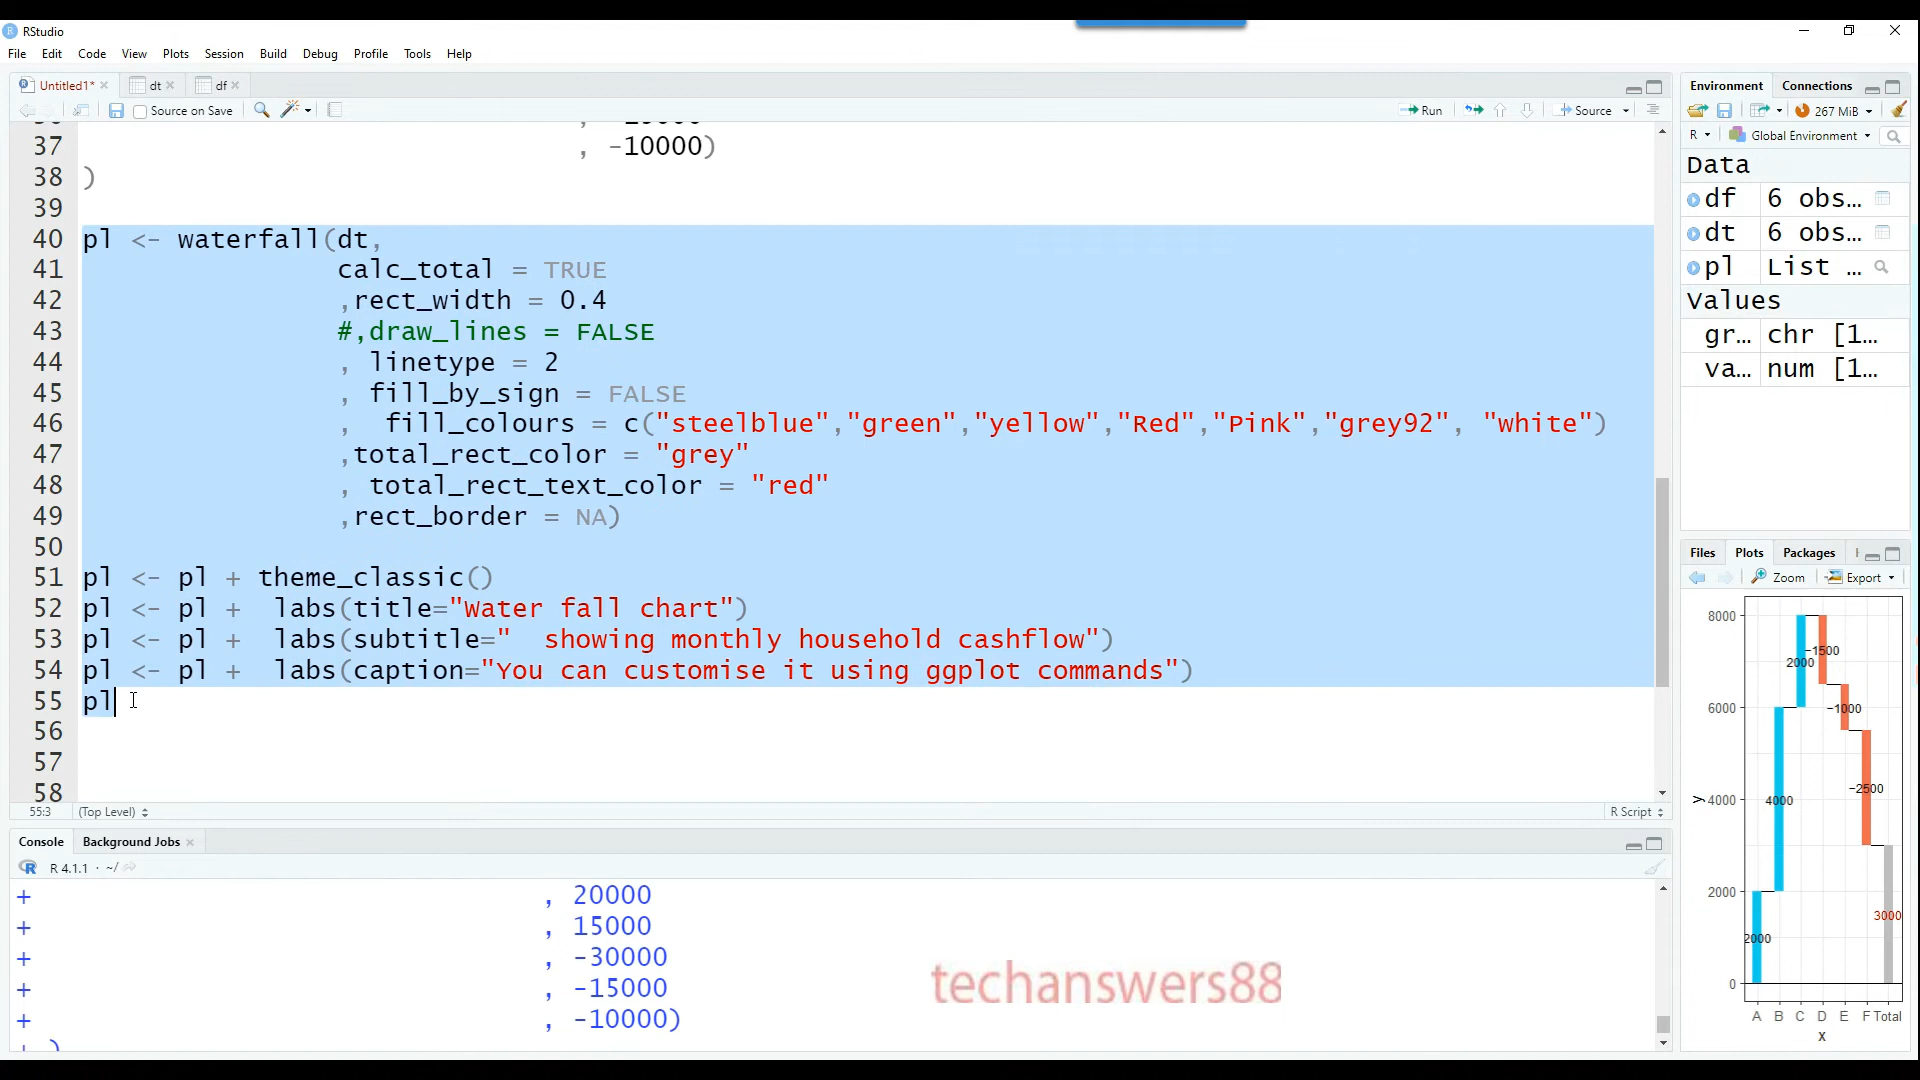 RStudio
File Edit Code View Plots Session Build Debug Profile Tools Help
Untitled1* dt df
Source on Save
Run Source
37 , -10000)
38 )
39
40 pl <- waterfall(dt,
41 calc_total = TRUE
42 ,rect_width = 0.4
43 #,draw_lines = FALSE
44 , linetype = 2
45 , fill_by_sign = FALSE
46 , fill_colours = c("steelblue","green","yellow","Red","Pink","grey92", "white")
47 ,total_rect_color = "grey"
48 , total_rect_text_color = "red"
49 ,rect_border = NA)
50
51 pl <- pl + theme_classic()
52 pl <- pl + labs(title="Water fall chart")
53 pl <- pl + labs(subtitle="  showing monthly household cashflow")
54 pl <- pl + labs(caption="You can customise it using ggplot commands")
55 pl
56
57
58
55:3 (Top Level) R Script
Console Background Jobs
R 4.1.1 · ~/
+ , 20000
+ , 15000
+ , -30000
+ , -15000
+ , -10000)
+ )
techanswers88
Environment Connections
267 MiB
R Global Environment
Data
df 6 obs…
dt 6 obs…
pl List …
Values
gr… chr [1…
va… num [1…
Files Plots Packages
Zoom Export
8000
6000
4000
2000
0
y
2000
4000
2000
-1500
-1000
-2500
3000
A B C D E F Total
x